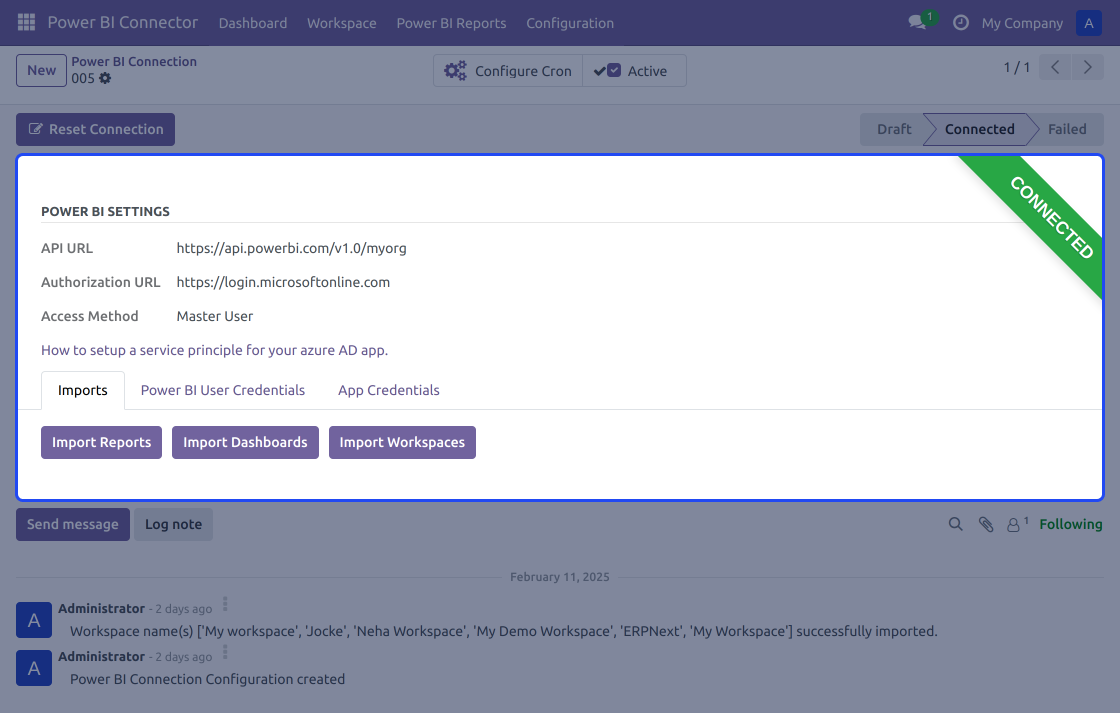 Power BI Connector Dashboard Workspace Power BI Reports Configuration 1 My Company A
New Power BI Connection
005
Configure Cron Active 1 / 1
Reset Connection Draft Connected Failed
CONNECTED
POWER BI SETTINGS
API URL https://api.powerbi.com/v1.0/myorg
Authorization URL https://login.microsoftonline.com
Access Method Master User
How to setup a service principle for your azure AD app.
Imports Power BI User Credentials App Credentials
Import Reports Import Dashboards Import Workspaces
Send message Log note 1 Following
February 11, 2025
A Administrator - 2 days ago
Workspace name(s) ['My workspace', 'Jocke', 'Neha Workspace', 'My Demo Workspace', 'ERPNext', 'My Workspace'] successfully imported.
A Administrator - 2 days ago
Power BI Connection Configuration created